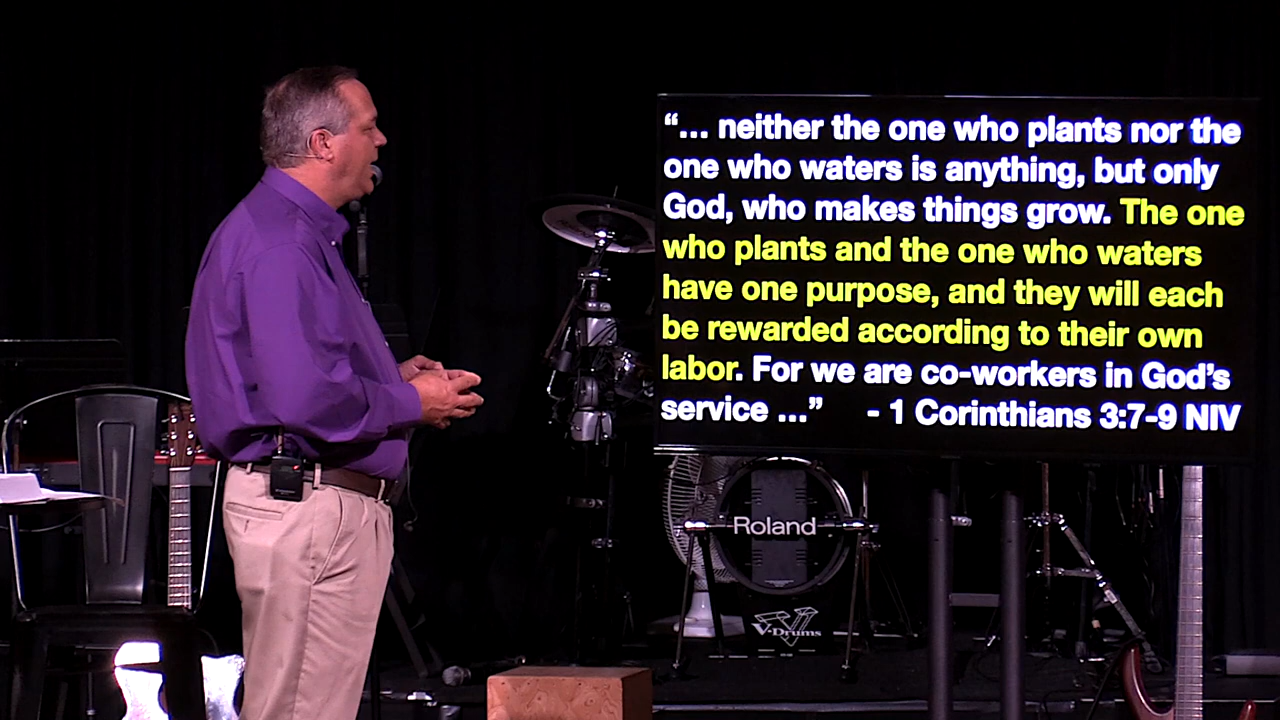 “... neither the one who plants nor the
one who waters is anything, but only
God, who makes things grow. The one
who plants and the one who waters
have one purpose, and they will each
be rewarded according to their own
labor. For we are co-workers in God’s
service ...” - 1 Corinthians 3:7-9 NIV
Roland
V-Drums